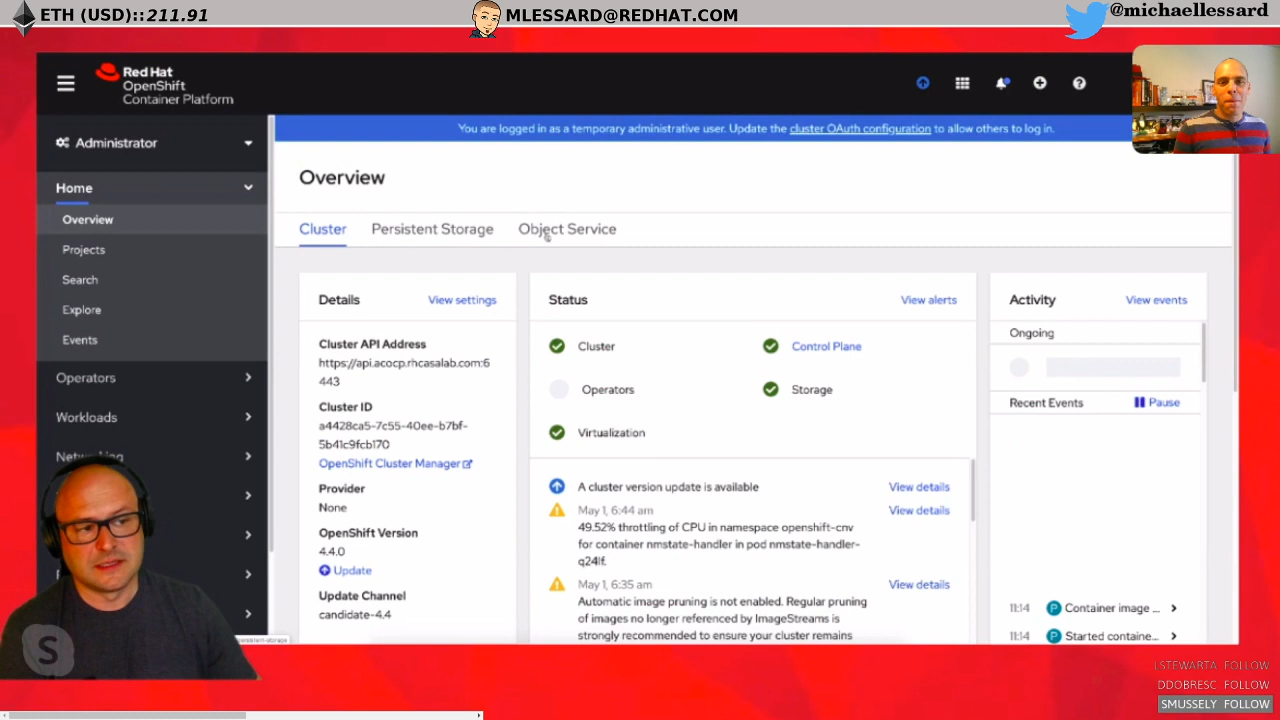 ETH (USD)::211.91
MLESSARD@REDHAT.COM
@michaellessard
Red Hat
OpenShift
Container Platform
You are logged in as a temporary administrative user. Update the cluster OAuth configuration to allow others to log in.
Administrator
Home
Overview
Projects
Search
Explore
Events
Operators
Workloads
Networking
Overview
Cluster
Persistent Storage
Object Service
Details
View settings
Cluster API Address
https://api.acocp.rhcasalab.com:6
443
Cluster ID
a4428ca5-7c55-40ee-b7bf-
5b41c9fcb170
OpenShift Cluster Manager
Provider
None
OpenShift Version
4.4.0
Update
Update Channel
candidate-4.4
Status
View alerts
Cluster
Control Plane
Operators
Storage
Virtualization
A cluster version update is available
View details
May 1, 6:44 am
View details
49.52% throttling of CPU in namespace openshift-cnv
for container nmstate-handler in pod nmstate-handler-
q24lf.
May 1, 6:35 am
View details
Automatic image pruning is not enabled. Regular pruning
of images no longer referenced by ImageStreams is
strongly recommended to ensure your cluster remains
Activity
View events
Ongoing
Recent Events
Pause
11:14
P
Container image ...
11:14
P
Started containe...
S
LSTEWARTA FOLLOW
DDOBRESC FOLLOW
SMUSSELY FOLLOW